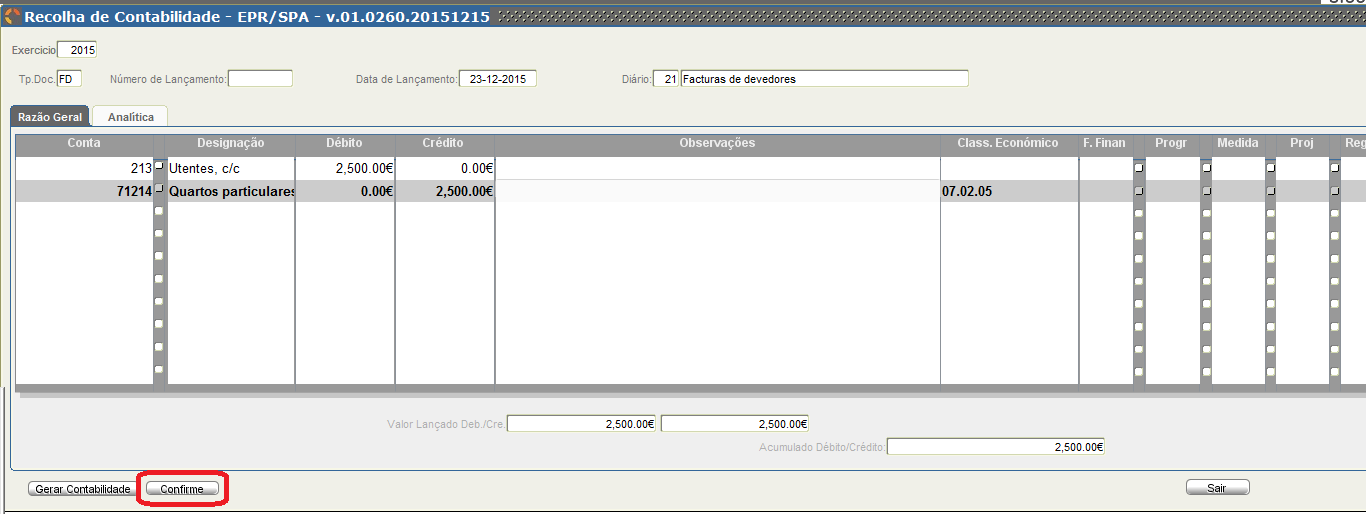 Recolha de Contabilidade - EPR/SPA - v.01.0260.20151215
Exercicio 2015
Tp.Doc. FD Número de Lançamento: Data de Lançamento: 23-12-2015 Diário: 21 Facturas de devedores
Razão Geral Analítica
Conta Designação Débito Crédito Observações Class. Económico F. Finan Progr Medida Proj Reg
213 Utentes, c/c 2,500.00€ 0.00€
71214 Quartos particulares 0.00€ 2,500.00€ 07.02.05
Valor Lançado Deb./Cre. 2,500.00€ 2,500.00€
Acumulado Débito/Crédito: 2,500.00€
Gerar Contabilidade Confirme Sair